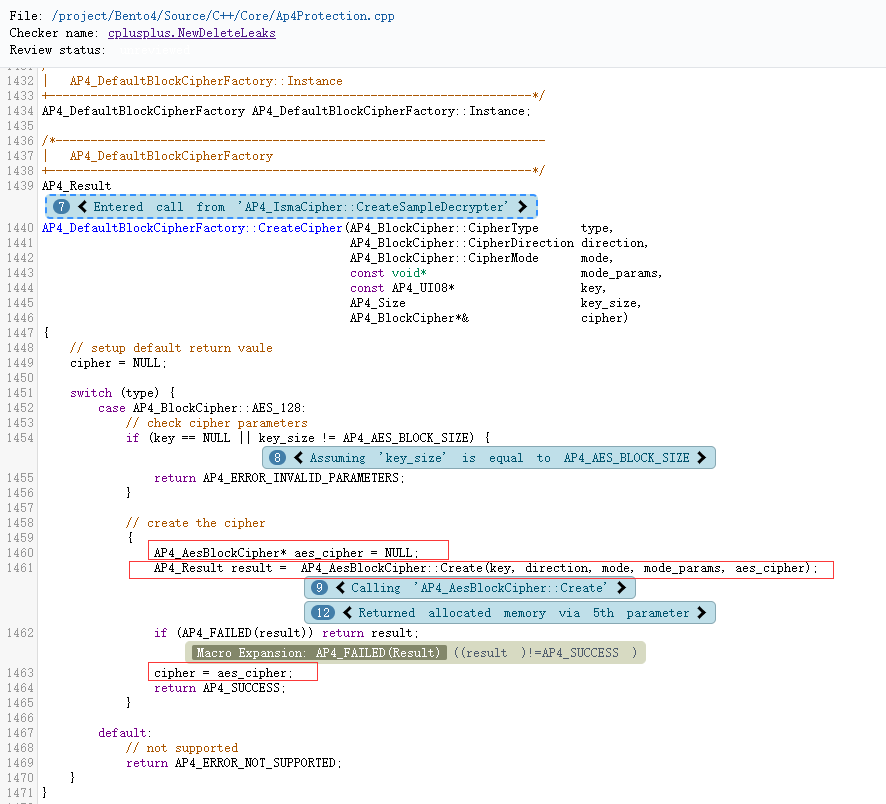 File: /project/Bento4/Source/C++/Core/Ap4Protection.cpp
Checker name: cplusplus.NewDeleteLeaks
Review status:
1432 |   AP4_DefaultBlockCipherFactory::Instance
1433 +---------------------------------------------------------------------*/
1434 AP4_DefaultBlockCipherFactory AP4_DefaultBlockCipherFactory::Instance;
1435
1436 /*----------------------------------------------------------------------
1437 |   AP4_DefaultBlockCipherFactory
1438 +---------------------------------------------------------------------*/
1439 AP4_Result
7 Entered call from 'AP4_IsmaCipher::CreateSampleDecrypter'
1440 AP4_DefaultBlockCipherFactory::CreateCipher(AP4_BlockCipher::CipherType      type,
1441                                             AP4_BlockCipher::CipherDirection direction,
1442                                             AP4_BlockCipher::CipherMode      mode,
1443                                             const void*                      mode_params,
1444                                             const AP4_UI08*                  key,
1445                                             AP4_Size                         key_size,
1446                                             AP4_BlockCipher*&                cipher)
1447 {
1448     // setup default return vaule
1449     cipher = NULL;
1450
1451     switch (type) {
1452         case AP4_BlockCipher::AES_128:
1453             // check cipher parameters
1454             if (key == NULL || key_size != AP4_AES_BLOCK_SIZE) {
8 Assuming 'key_size' is equal to AP4_AES_BLOCK_SIZE
1455                 return AP4_ERROR_INVALID_PARAMETERS;
1456             }
1457
1458             // create the cipher
1459             {
1460                 AP4_AesBlockCipher* aes_cipher = NULL;
1461                 AP4_Result result =  AP4_AesBlockCipher::Create(key, direction, mode, mode_params, aes_cipher);
9 Calling 'AP4_AesBlockCipher::Create'
12 Returned allocated memory via 5th parameter
1462                 if (AP4_FAILED(result)) return result;
Macro Expansion: AP4_FAILED(Result) ((result )!=AP4_SUCCESS )
1463                 cipher = aes_cipher;
1464                 return AP4_SUCCESS;
1465             }
1466
1467         default:
1468             // not supported
1469             return AP4_ERROR_NOT_SUPPORTED;
1470     }
1471 }